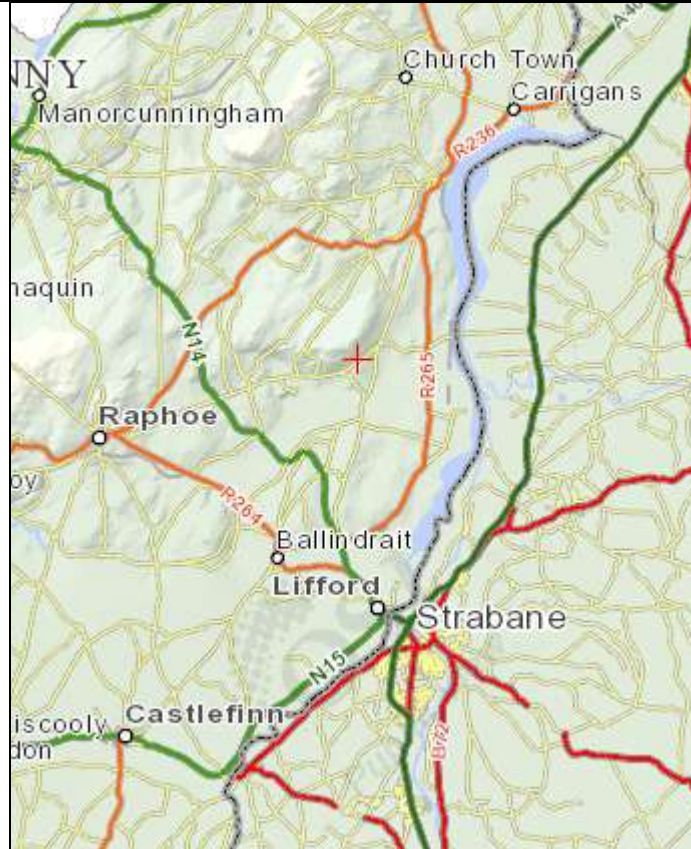 A40
Church Town
NNY
Carrigans
Manorcunningham
R236
naquin
N14
R265
Raphoe
oy
R264
Ballindrait
Lifford
Strabane
N15
Castlefinn
iscooly
don
B72